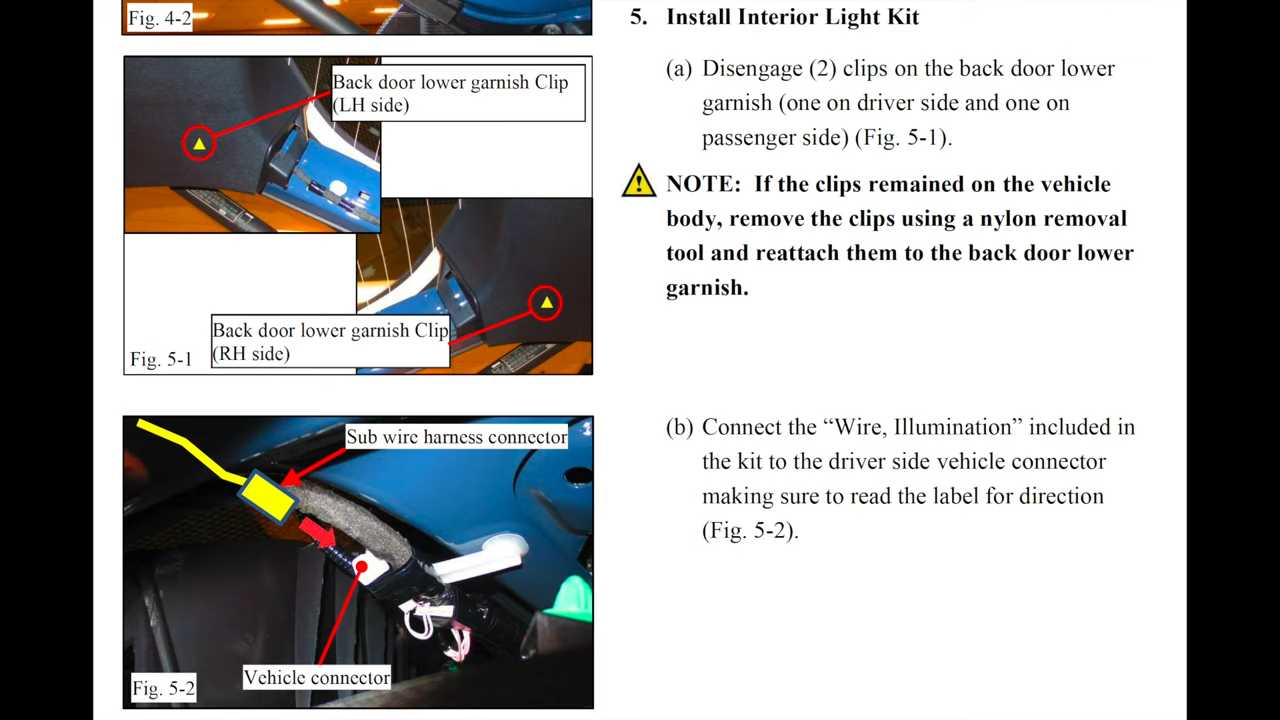 Fig. 4-2
Back door lower garnish Clip
(LH side)
Back door lower garnish Clip
(RH side)
Fig. 5-1
Sub wire harness connector
Vehicle connector
Fig. 5-2
5. Install Interior Light Kit
(a) Disengage (2) clips on the back door lower
garnish (one on driver side and one on
passenger side) (Fig. 5-1).
NOTE: If the clips remained on the vehicle
body, remove the clips using a nylon removal
tool and reattach them to the back door lower
garnish.
(b) Connect the “Wire, Illumination” included in
the kit to the driver side vehicle connector
making sure to read the label for direction
(Fig. 5-2).